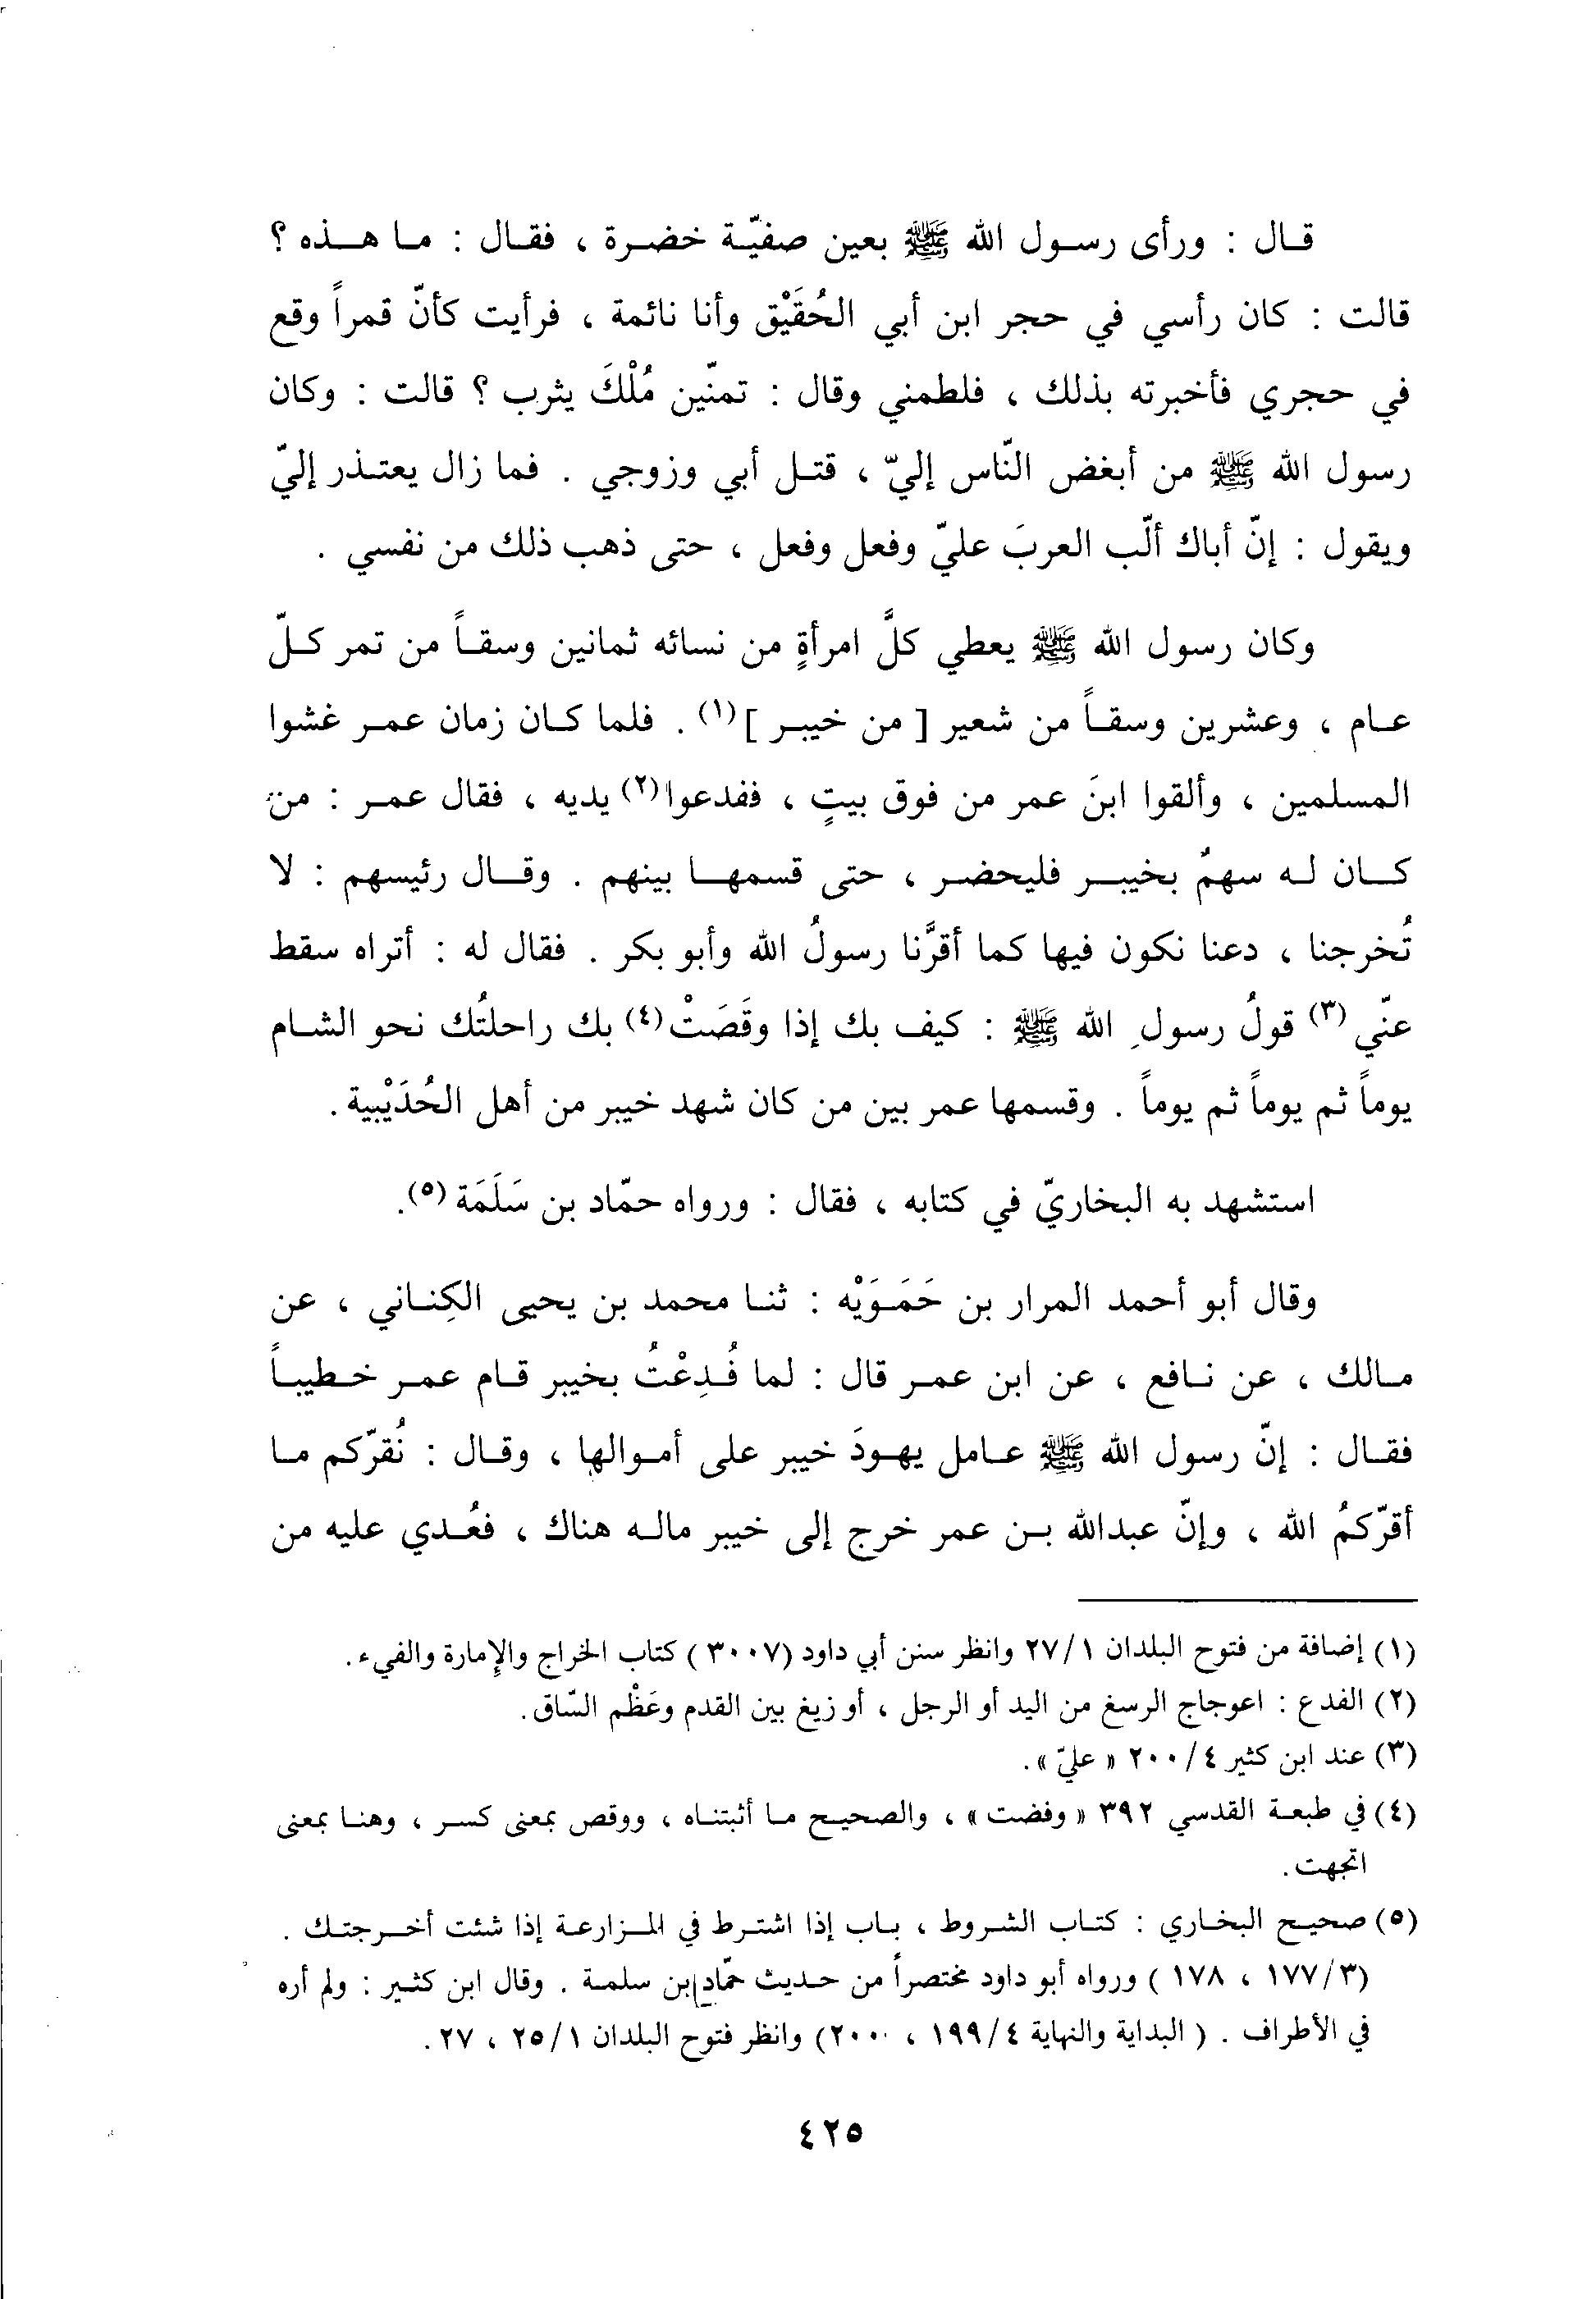 قال : ورأى رسول الله ﷺ بعين صفيّة خضرة ، فقال : ما هذه ؟
قالت : كان رأسي في حجر ابن أبي الحُقَيْق وأنا نائمة ، فرأيت كأنّ قمراً وقع
في حجري فأخبرته بذلك ، فلطمني وقال : تمنّين مُلْكَ يثرب ؟ قالت : وكان
رسول الله ﷺ من أبغض النّاس إليّ ، قتل أبي وزوجي . فما زال يعتذر إليّ
ويقول : إنّ أباك ألّب العربَ عليّ وفعل وفعل ، حتى ذهب ذلك من نفسي .
وكان رسول الله ﷺ يعطي كلَّ امرأةٍ من نسائه ثمانين وسقاً من تمر كلّ
عام ، وعشرين وسقاً من شعير [ من خيبر ](١) . فلما كان زمان عمر غشوا
المسلمين ، وألقوا ابنَ عمر من فوق بيتٍ ، ففدعوا(٢) يديه ، فقال عمر : من
كان له سهمٌ بخيبر فليحضر ، حتى قسمها بينهم . وقال رئيسهم : لا
تُخرجنا ، دعنا نكون فيها كما أقرَّنا رسولُ الله وأبو بكر . فقال له : أتراه سقط
عنّي (٣) قولُ رسولِ الله ﷺ : كيف بك إذا وقَصَتْ(٤) بك راحلتُك نحو الشام
يوماً ثم يوماً ثم يوماً . وقسمها عمر بين من كان شهد خيبر من أهل الحُدَيْبية .
استشهد به البخاريّ في كتابه ، فقال : ورواه حمّاد بن سَلَمَة (٥).
وقال أبو أحمد المرار بن حَمَوَيْه : ثنا محمد بن يحيى الكِناني ، عن
مالك ، عن نافع ، عن ابن عمر قال : لما فُدِعْتُ بخيبر قام عمر خطيباً
فقال : إنّ رسول الله ﷺ عامل يهودَ خيبر على أموالها ، وقال : نُقرّكم ما
أقرّكمُ الله ، وإنّ عبدالله بن عمر خرج إلى خيبر ماله هناك ، فعُدي عليه من
(١) إضافة من فتوح البلدان ٢٧/١ وانظر سنن أبي داود (٣٠٠٧) كتاب الخراج والإمارة والفيء .
(٢) الفدع : اعوجاج الرسغ من اليد أو الرجل ، أو زيغ بين القدم وعَظْم السّاق.
(٣) عند ابن كثير ٢٠٠/٤ « عليّ ».
(٤) في طبعة القدسي ٣٩٢ « وفضت » ، والصحيح ما أثبتناه ، ووقص بمعنى كسر ، وهنا بمعنى
اتجهت .
(٥) صحيح البخاري : كتاب الشروط ، باب إذا اشترط في المزارعة إذا شئت أخرجتك .
(١٧٧/٣ ، ١٧٨ ) ورواه أبو داود مختصراً من حديث حمّاد بن سلمة . وقال ابن كثير : ولم أره
في الأطراف . ( البداية والنهاية ١٩٩/٤ ، ٢٠٠) وانظر فتوح البلدان ٢٥/١ ، ٢٧ .
٤٢٥